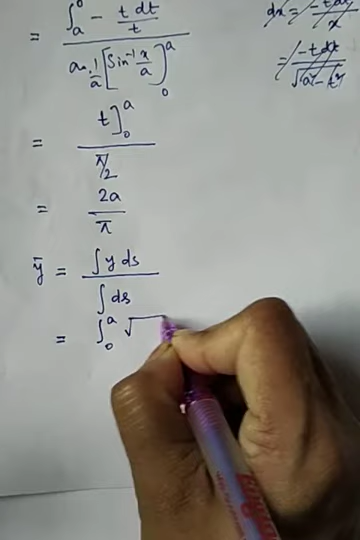 = ∫ₐ⁰ - t dt / t
a × 1/a [Sin⁻¹ x/a]₀ᵃ
dx = -t dt / x
= -t dt / √a² - t²
= t]₀ᵃ / π/2
= 2a / π
ȳ = ∫ y ds / ∫ ds
= ∫₀ᵃ √